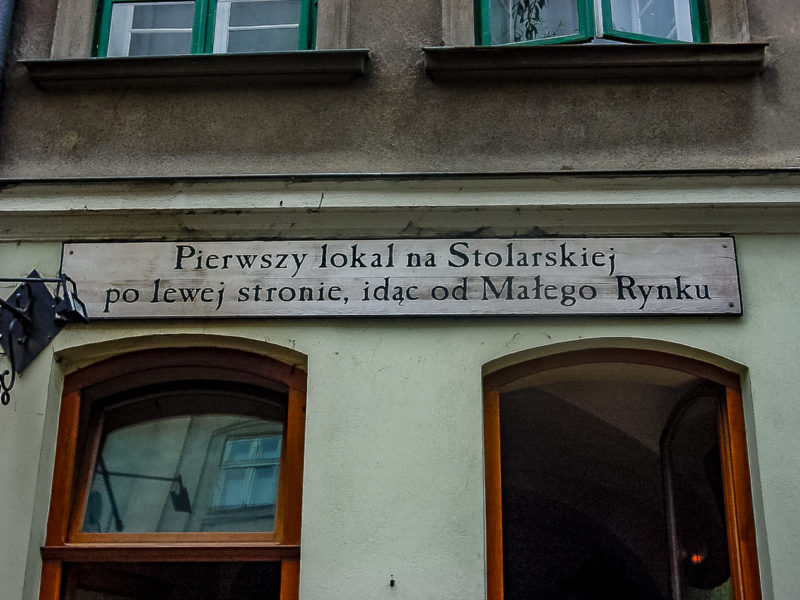 Pierwszy lokal na Stolarskiej
po lewej stronie, idąc od Małego Rynku